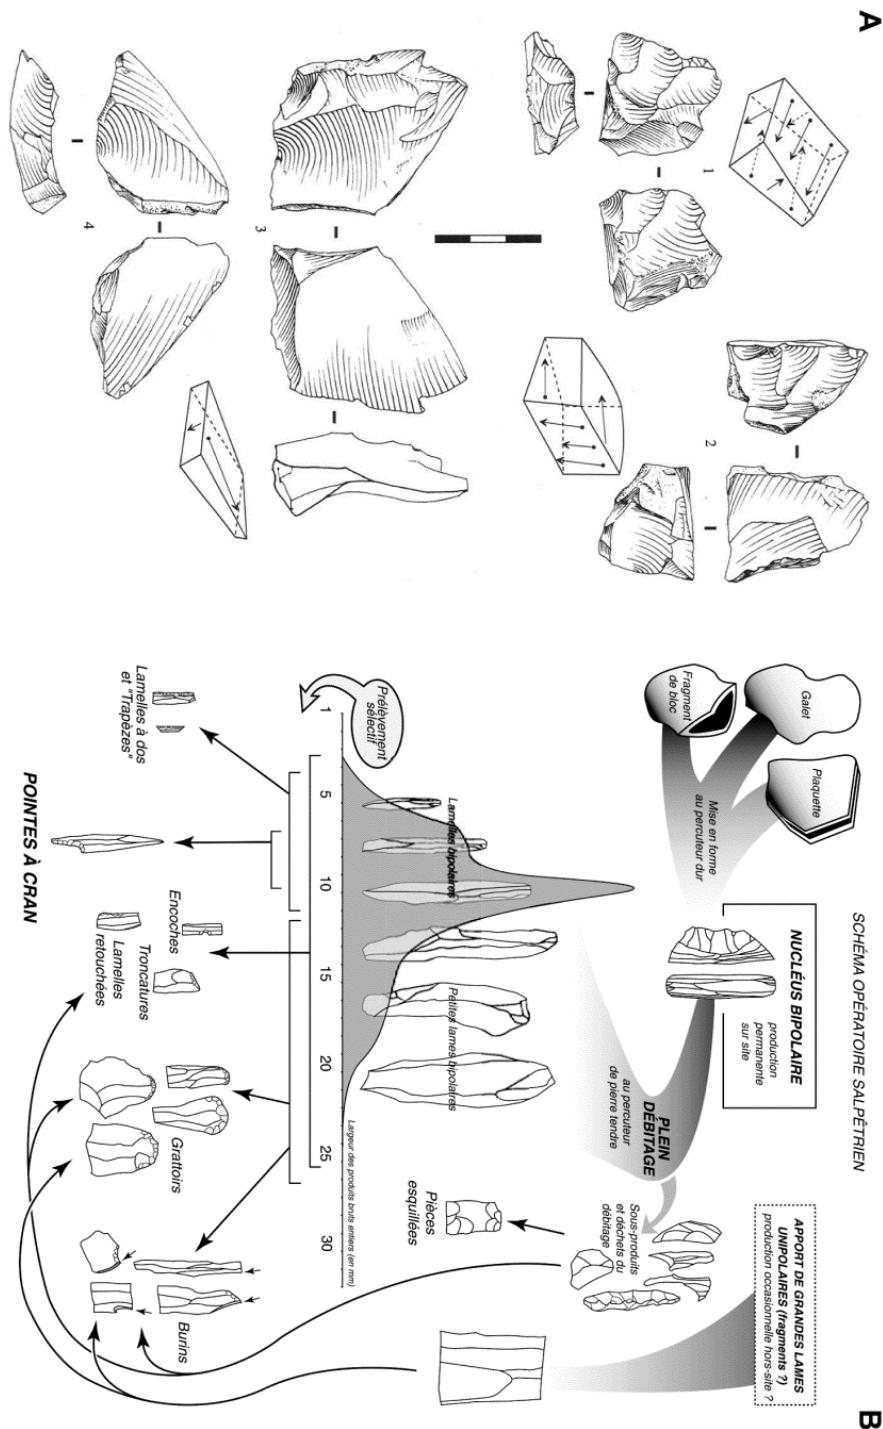 A
1
2
3
4
B
SCHÉMA OPÉRATOIRE SALPÊTRIEN
Galet
Plaquette
Fragment
de bloc
Mise en forme
au percuteur dur
NUCLÉUS BIPOLAIRE
production
permanente
sur site
APPORT DE GRANDES LAMES
UNIPOLAIRES (fragments ?)
production occasionnelle hors-site ?
PLEIN
DÉBITAGE
au percuteur
de pierre tendre
Sous-produits
et déchets du
débitage
Pièces
esquillées
Lamelles bipolaires
Petites lames bipolaires
Prélèvement
sélectif
1
5
10
15
20
25
30
Largeur des produits bruts entiers (en mm)
Lamelles à dos
et "Trapèzes"
POINTES À CRAN
Encoches
Troncatures
Lamelles
retouchées
Grattoirs
Burins